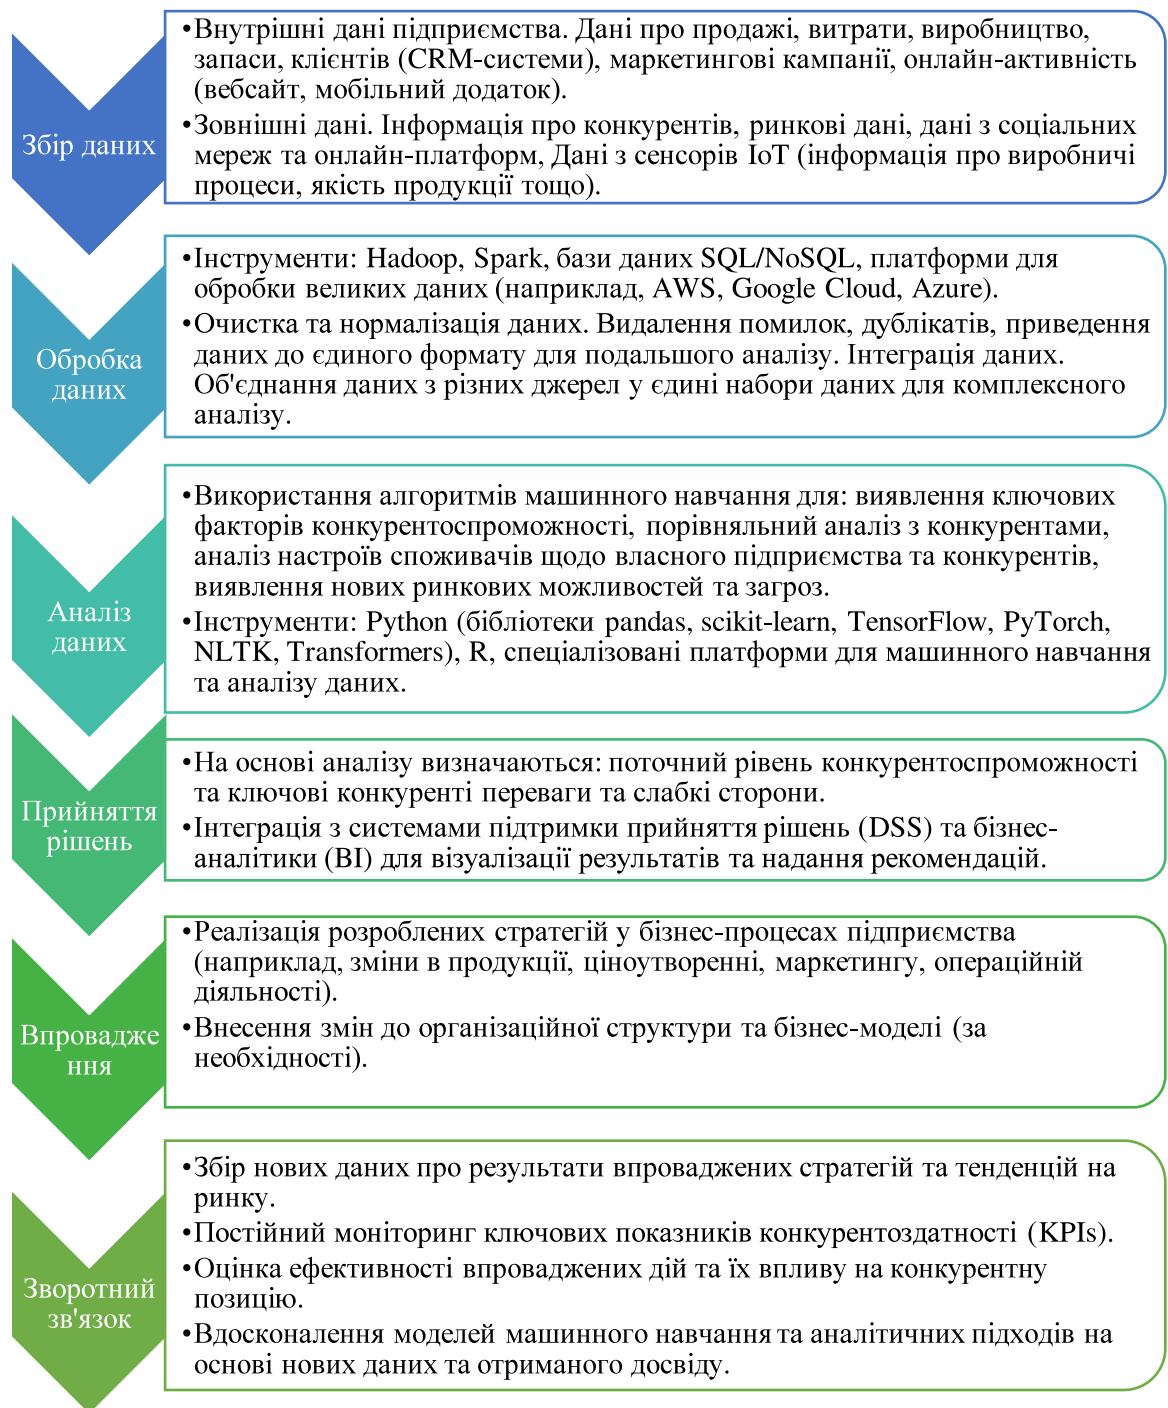 Збір даних
•Внутрішні дані підприємства. Дані про продажі, витрати, виробництво,
запаси, клієнтів (CRM-системи), маркетингові кампанії, онлайн-активність
(вебсайт, мобільний додаток).
•Зовнішні дані. Інформація про конкурентів, ринкові дані, дані з соціальних
мереж та онлайн-платформ, Дані з сенсорів IoT (інформація про виробничі
процеси, якість продукції тощо).
Обробка
даних
•Інструменти: Hadoop, Spark, бази даних SQL/NoSQL, платформи для
обробки великих даних (наприклад, AWS, Google Cloud, Azure).
•Очистка та нормалізація даних. Видалення помилок, дублікатів, приведення
даних до єдиного формату для подальшого аналізу. Інтеграція даних.
Об'єднання даних з різних джерел у єдині набори даних для комплексного
аналізу.
Аналіз
даних
•Використання алгоритмів машинного навчання для: виявлення ключових
факторів конкурентоспроможності, порівняльний аналіз з конкурентами,
аналіз настроїв споживачів щодо власного підприємства та конкурентів,
виявлення нових ринкових можливостей та загроз.
•Інструменти: Python (бібліотеки pandas, scikit-learn, TensorFlow, PyTorch,
NLTK, Transformers), R, спеціалізовані платформи для машинного навчання
та аналізу даних.
Прийняття
рішень
•На основі аналізу визначаються: поточний рівень конкурентоспроможності
та ключові конкуренті переваги та слабкі сторони.
•Інтеграція з системами підтримки прийняття рішень (DSS) та бізнес-
аналітики (BI) для візуалізації результатів та надання рекомендацій.
Впровадже
ння
•Реалізація розроблених стратегій у бізнес-процесах підприємства
(наприклад, зміни в продукції, ціноутворенні, маркетингу, операційній
діяльності).
•Внесення змін до організаційної структури та бізнес-моделі (за
необхідності).
Зворотний
зв'язок
•Збір нових даних про результати впроваджених стратегій та тенденцій на
ринку.
•Постійний моніторинг ключових показників конкурентоздатності (KPIs).
•Оцінка ефективності впроваджених дій та їх впливу на конкурентну
позицію.
•Вдосконалення моделей машинного навчання та аналітичних підходів на
основі нових даних та отриманого досвіду.